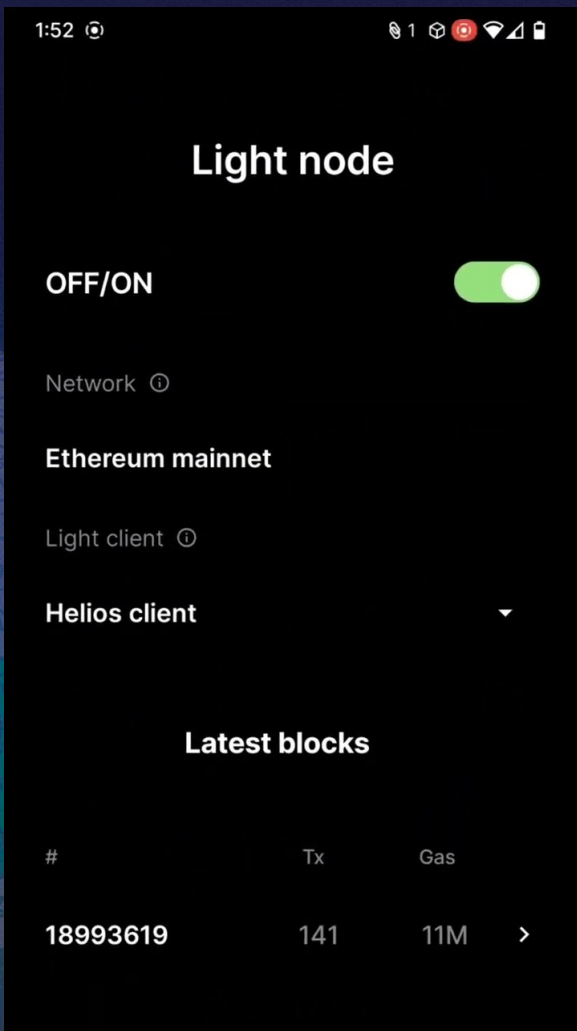 1:52 1
Light node
OFF/ON
Network
Ethereum mainnet
Light client
Helios client
Latest blocks
# Tx Gas
18993619 141 11M